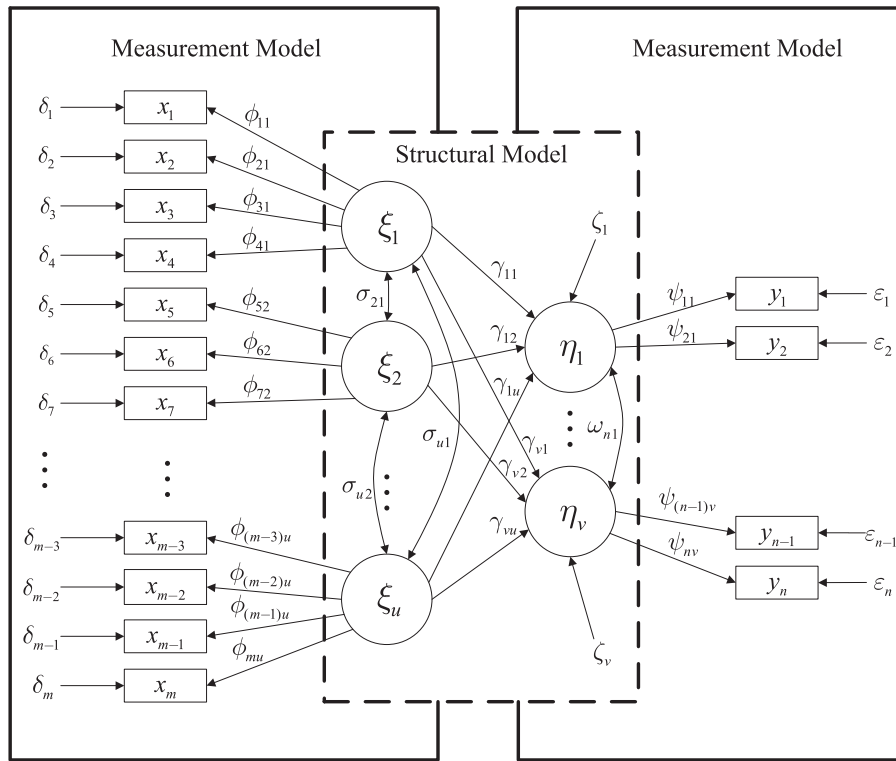 Measurement Model
Measurement Model
Structural Model
δ₁ x₁ ϕ₁₁
δ₂ x₂ ϕ₂₁
δ₃ x₃ ϕ₃₁
δ₄ x₄ ϕ₄₁
δ₅ x₅ ϕ₅₂
δ₆ x₆ ϕ₆₂
δ₇ x₇ ϕ₇₂
δₘ₋₃ xₘ₋₃ ϕ₍ₘ₋₃₎ᵤ
δₘ₋₂ xₘ₋₂ ϕ₍ₘ₋₂₎ᵤ
δₘ₋₁ xₘ₋₁ ϕ₍ₘ₋₁₎ᵤ
δₘ xₘ ϕₘᵤ
ξ₁
σ₂₁
ξ₂
σᵤ₂
σᵤ₁
ξᵤ
γ₁₁
γ₁₂
γ₁ᵤ
γᵥ₁
γᵥ₂
γᵥᵤ
ζ₁
η₁
ωₙ₁
ηᵥ
ζᵥ
ψ₁₁ y₁ ε₁
ψ₂₁ y₂ ε₂
ψ₍ₙ₋₁₎ᵥ yₙ₋₁ εₙ₋₁
ψₙᵥ yₙ εₙ